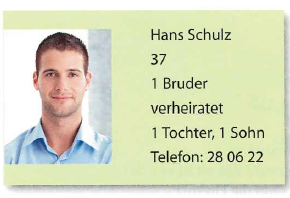 Hans Schulz
37
1 Bruder
verheiratet
1 Tochter, 1 Sohn
Telefon: 28 06 22